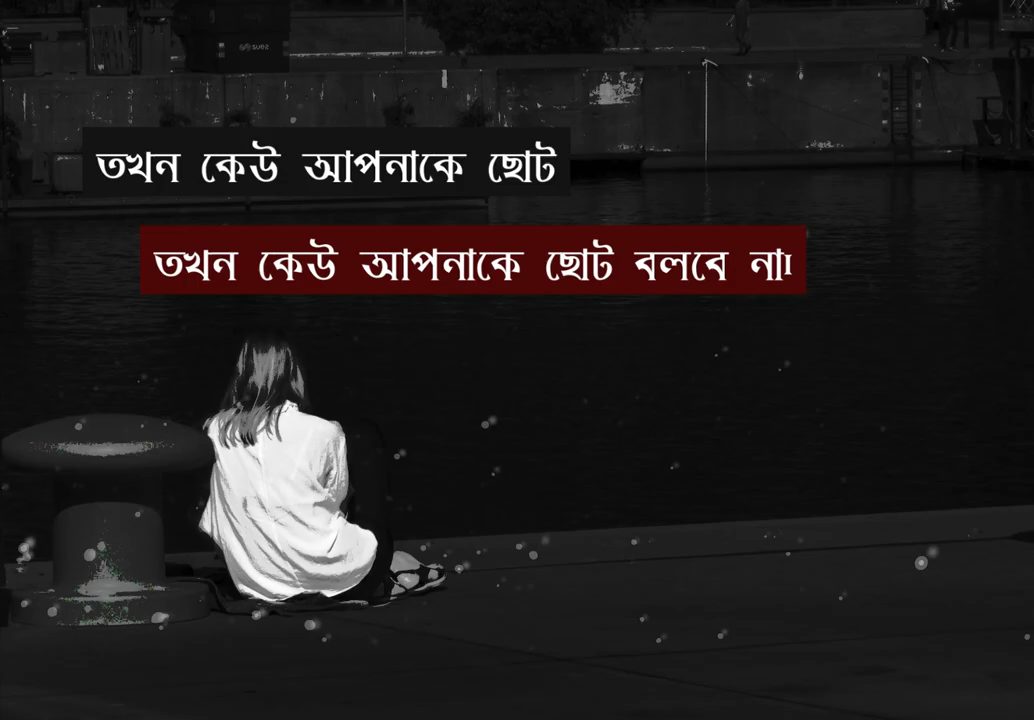 তখন কেউ আপনাকে ছোট
তখন কেউ আপনাকে ছোট বলবে না।